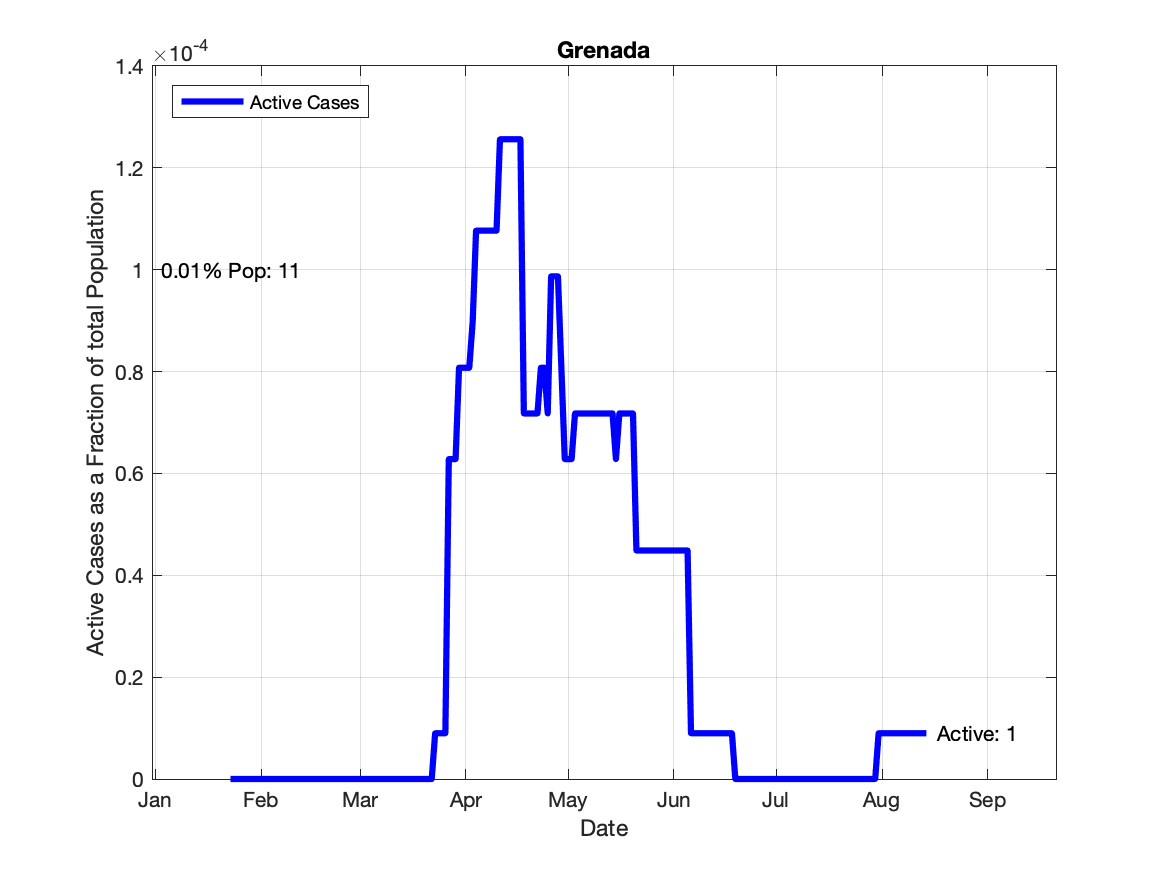 Grenada
×10-4
Active Cases
Active Cases as a Fraction of total Population
1.4
1.2
1
0.8
0.6
0.4
0.2
0
0.01% Pop: 11
Active: 1
Jan Feb Mar Apr May Jun Jul Aug Sep
Date